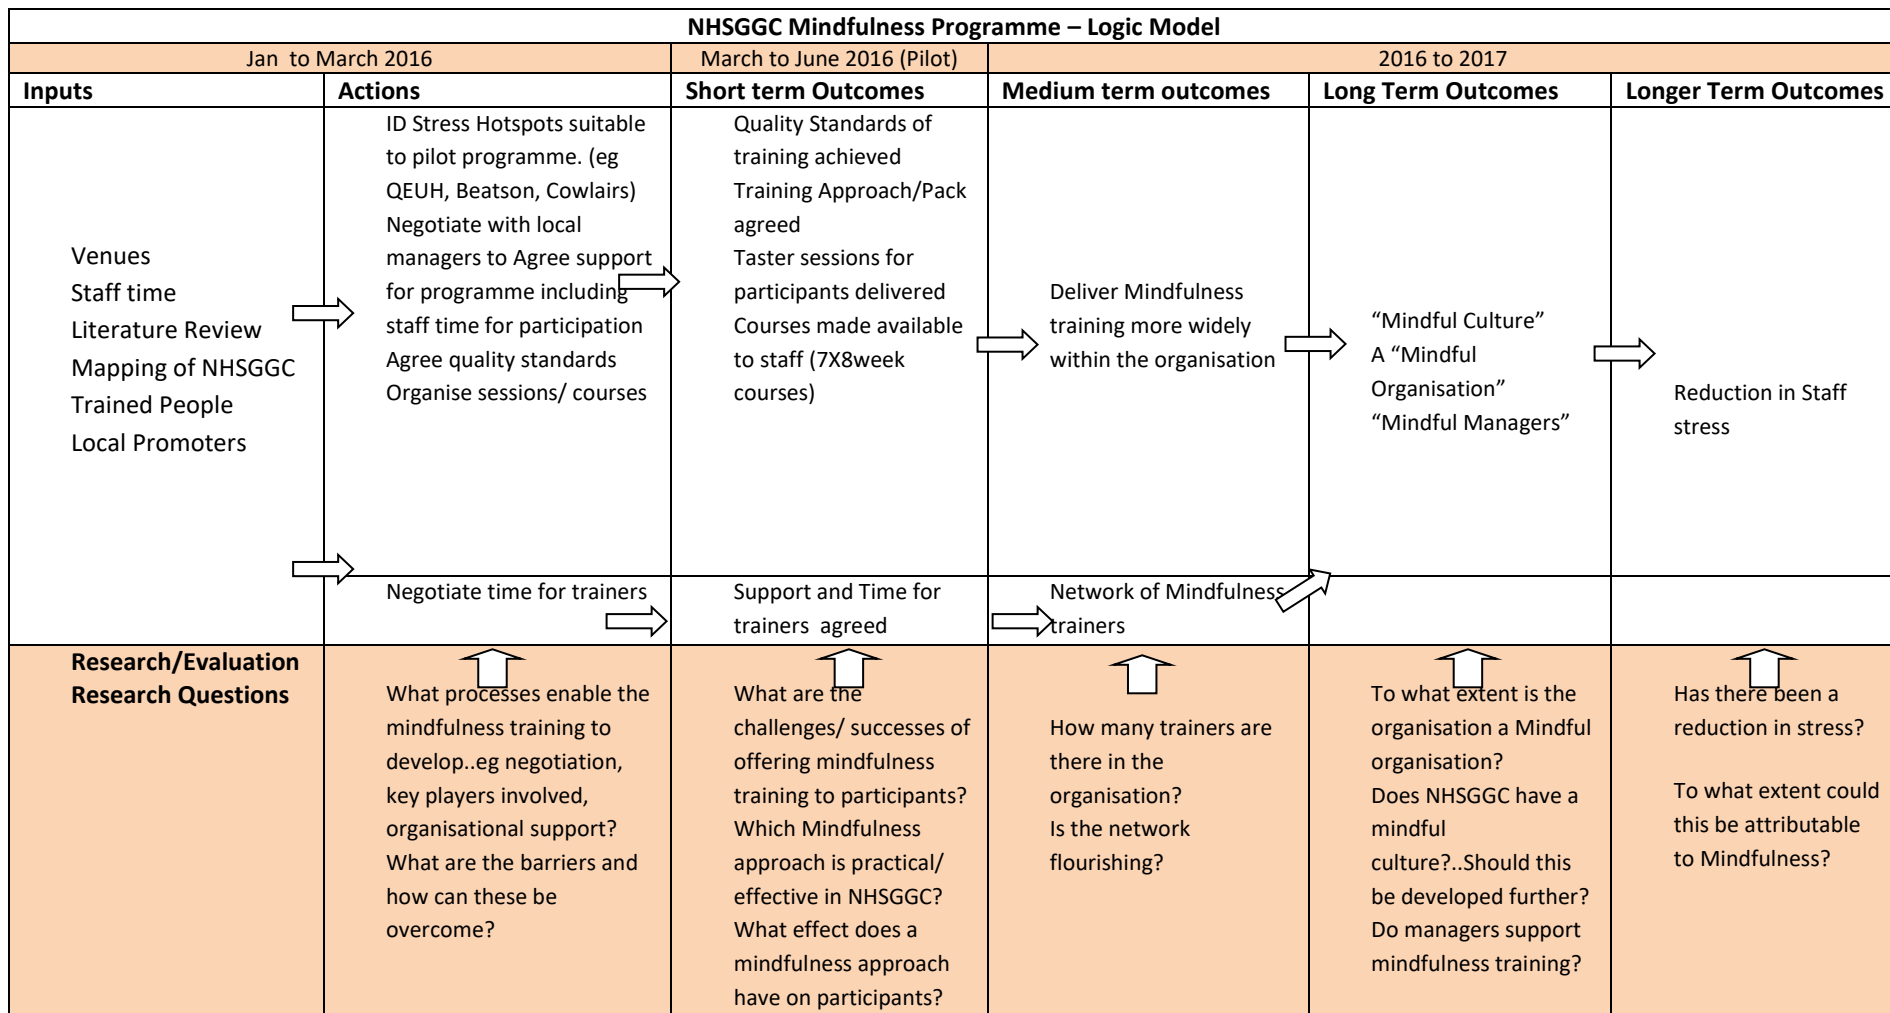 NHSGGC Mindfulness Programme – Logic Model
Jan to March 2016
March to June 2016 (Pilot)
2016 to 2017
Inputs
Actions
Short term Outcomes
Medium term outcomes
Long Term Outcomes
Longer Term Outcomes
Venues
Staff time
Literature Review
Mapping of NHSGGC
Trained People
Local Promoters
ID Stress Hotspots suitable
to pilot programme. (eg
QEUH, Beatson, Cowlairs)
Negotiate with local
managers to Agree support
for programme including
staff time for participation
Agree quality standards
Organise sessions/ courses
Quality Standards of
training achieved
Training Approach/Pack
agreed
Taster sessions for
participants delivered
Courses made available
to staff (7X8week
courses)
Deliver Mindfulness
training more widely
within the organisation
“Mindful Culture”
A “Mindful
Organisation”
“Mindful Managers”
Reduction in Staff
stress
Negotiate time for trainers
Support and Time for
trainers agreed
Network of Mindfulness
trainers
Research/Evaluation
Research Questions
What processes enable the
mindfulness training to
develop..eg negotiation,
key players involved,
organisational support?
What are the barriers and
how can these be
overcome?
What are the
challenges/ successes of
offering mindfulness
training to participants?
Which Mindfulness
approach is practical/
effective in NHSGGC?
What effect does a
mindfulness approach
have on participants?
How many trainers are
there in the
organisation?
Is the network
flourishing?
To what extent is the
organisation a Mindful
organisation?
Does NHSGGC have a
mindful
culture?..Should this
be developed further?
Do managers support
mindfulness training?
Has there been a
reduction in stress?
To what extent could
this be attributable
to Mindfulness?